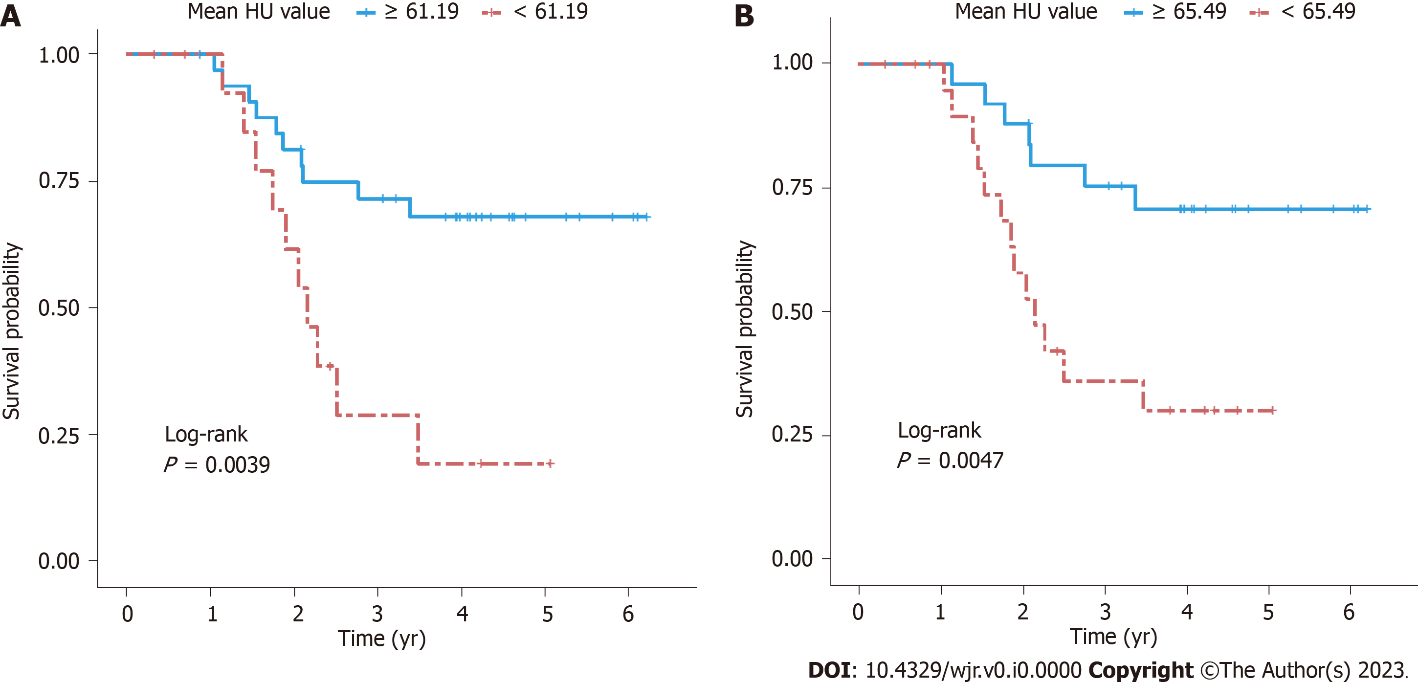 A
Mean HU value ≥ 61.19 < 61.19
1.00
0.75
0.50
0.25
0.00
Survival probability
Log-rank
P = 0.0039
0 1 2 3 4 5 6
Time (yr)
B
Mean HU value ≥ 65.49 < 65.49
1.00
0.75
0.50
0.25
0.00
Survival probability
Log-rank
P = 0.0047
0 1 2 3 4 5 6
Time (yr)
DOI: 10.4329/wjr.v0.i0.0000 Copyright ©The Author(s) 2023.